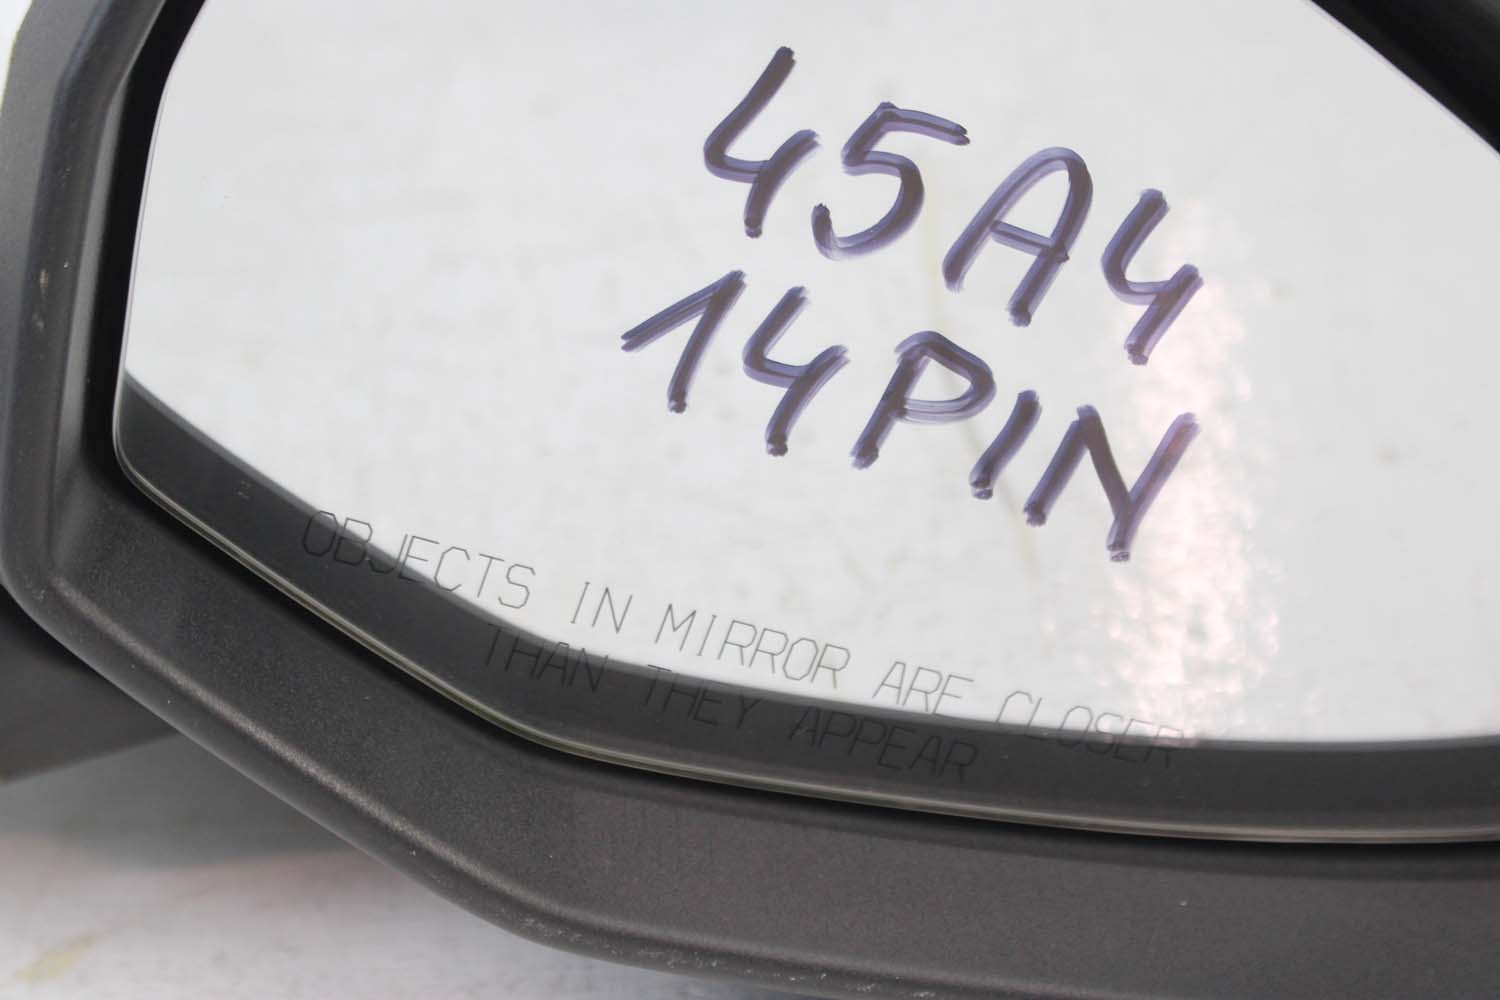 45A4
14PIN
OBJECTS IN MIRROR ARE CLOSER
THAN THEY APPEAR